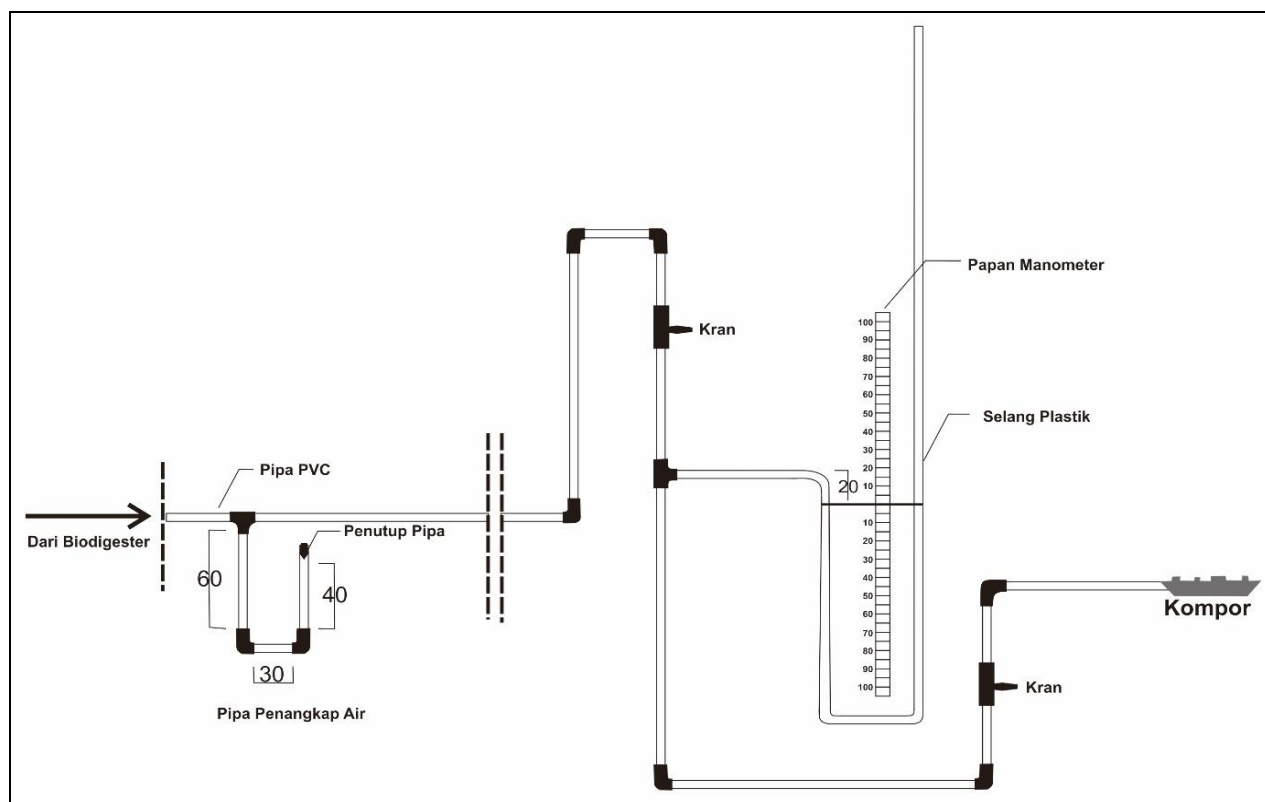 Papan Manometer
Kran
100
90
80
70
60
50
40
30
20
10
Selang Plastik
20
10
20
30
40
50
60
70
80
90
100
Pipa PVC
Dari Biodigester
Penutup Pipa
60
40
30
Pipa Penangkap Air
Kompor
Kran